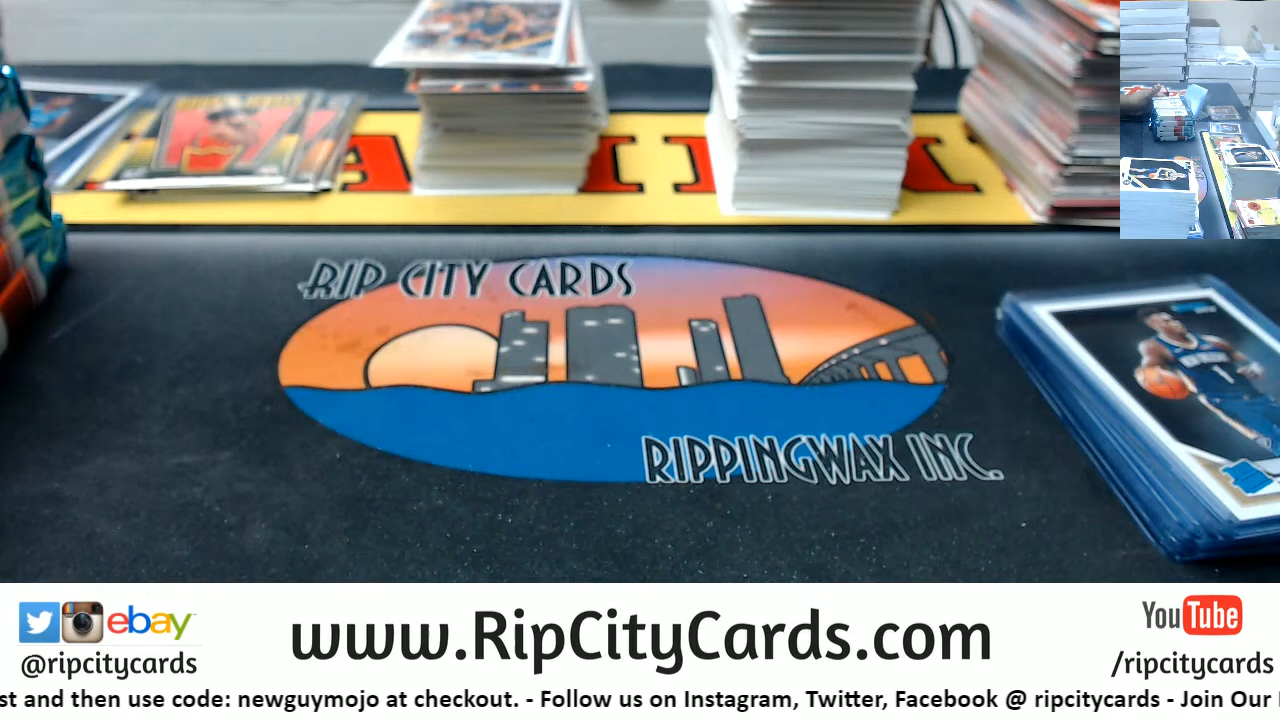 RIP CITY CARDS
RIPPINGWAX INC.
ebay
YouTube
www.RipCityCards.com
@ripcitycards
/ripcitycards
st and then use code: newguymojo at checkout. - Follow us on Instagram, Twitter, Facebook @ ripcitycards - Join Our